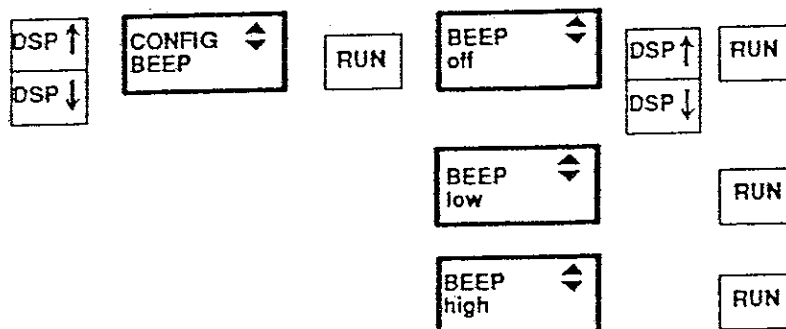 DSP ↑
DSP ↓
CONFIG
BEEP
RUN
BEEP
off
DSP ↑
DSP ↓
RUN
BEEP
low
RUN
BEEP
high
RUN